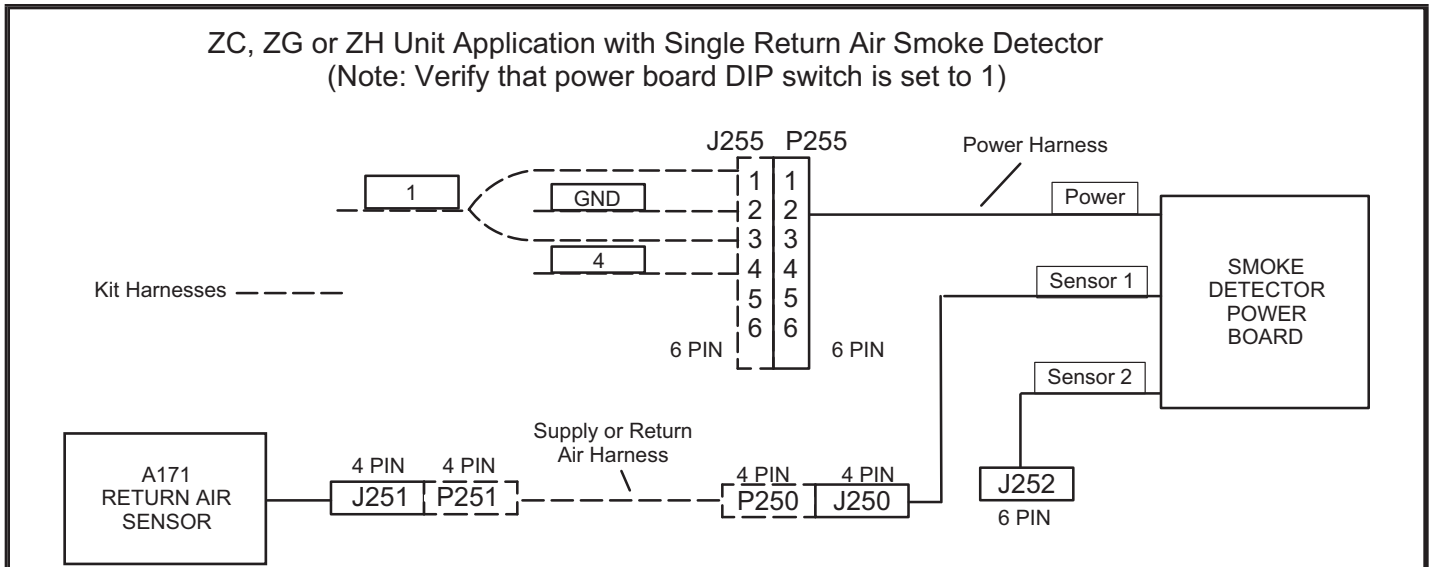 ZC, ZG or ZH Unit Application with Single Return Air Smoke Detector
(Note: Verify that power board DIP switch is set to 1)
J255 P255
Power Harness
1
GND
4
1 1
2 2
3 3
4 4
5 5
6 6
6 PIN
6 PIN
Power
Sensor 1
Sensor 2
SMOKE
DETECTOR
POWER
BOARD
Kit Harnesses
A171
RETURN AIR
SENSOR
4 PIN 4 PIN
J251 P251
Supply or Return
Air Harness
4 PIN 4 PIN
P250 J250
J252
6 PIN